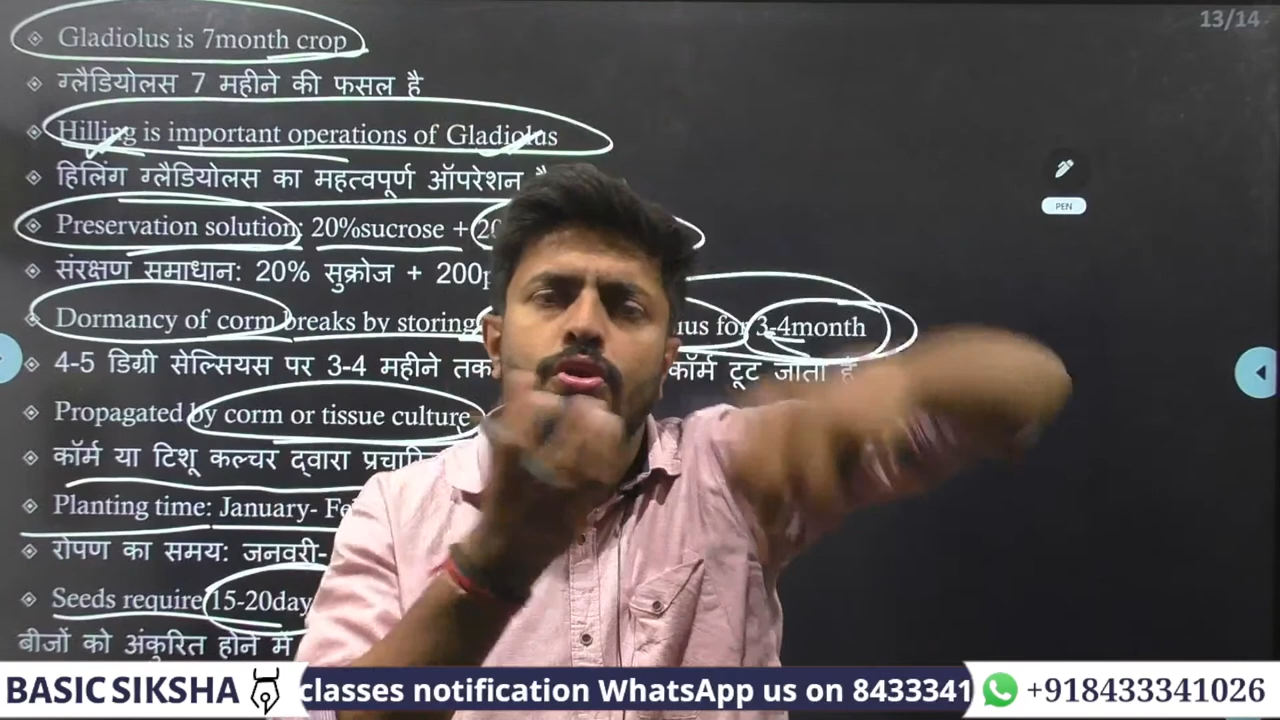 13/14
Gladiolus is 7month crop
ग्लैडियोलस 7 महीने की फसल है
Hilling is important operations of Gladiolus
हिलिंग ग्लैडियोलस का महत्वपूर्ण ऑपरेशन
Preservation solution: 20%sucrose +
संरक्षण समाधान: 20% सुक्रोज + 200
Dormancy of corm breaks by storing for 3-4month
4-5 डिग्री सेल्सियस पर 3-4 महीने तक कॉर्म टूट जाता है
Propagated by corm or tissue culture
कॉर्म या टिशू कल्चर द्वारा
Planting time: January-
रोपण का समय: जनवरी-
Seeds require 15-20day
बीजों को अंकुरित होने में
PEN
BASIC SIKSHA classes notification WhatsApp us on 8433341 +918433341026